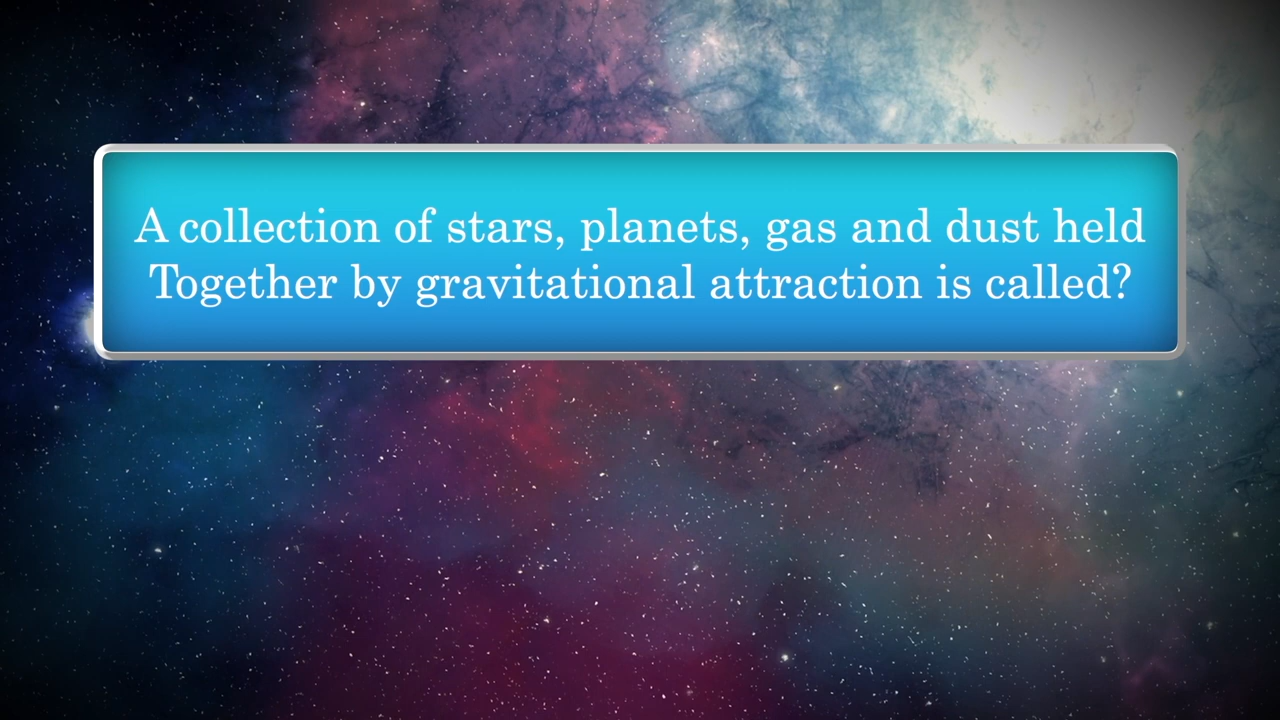 A collection of stars, planets, gas and dust held
Together by gravitational attraction is called?